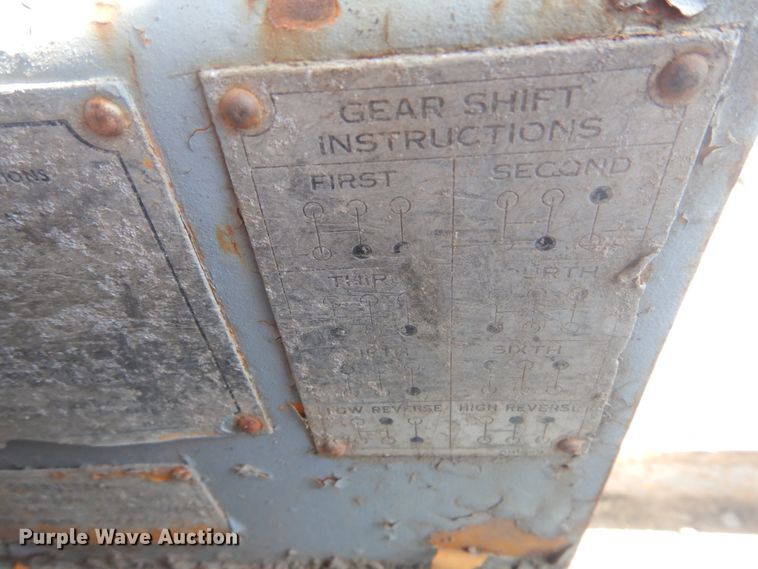 GEAR SHIFT
INSTRUCTIONS
FIRST
SECOND
SIXTH
LOW REVERSE
HIGH REVERSE
Purple Wave Auction